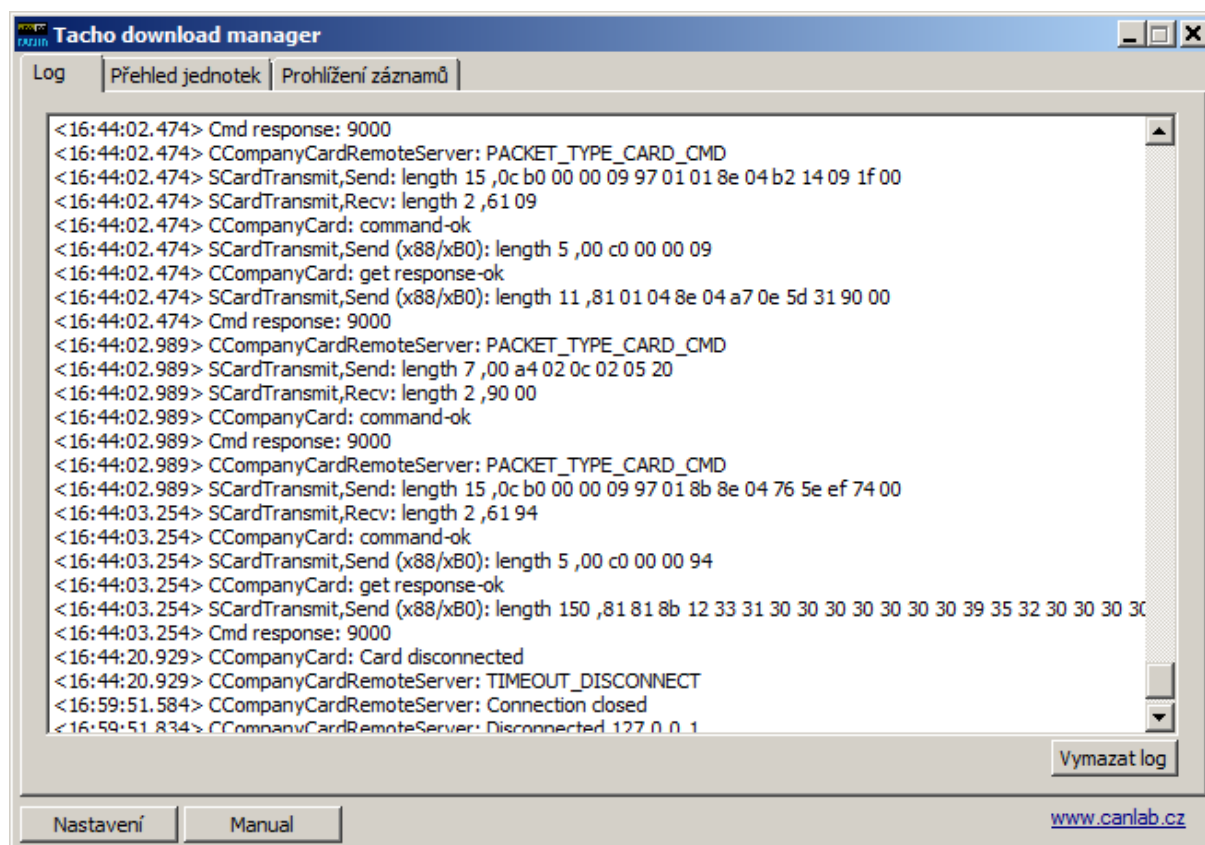 Tacho download manager
Log Přehled jednotek Prohlížení záznamů
<16:44:02.474> Cmd response: 9000
<16:44:02.474> CCompanyCardRemoteServer: PACKET_TYPE_CARD_CMD
<16:44:02.474> SCardTransmit,Send: length 15 ,0c b0 00 00 09 97 01 01 8e 04 b2 14 09 1f 00
<16:44:02.474> SCardTransmit,Recv: length 2 ,61 09
<16:44:02.474> CCompanyCard: command-ok
<16:44:02.474> SCardTransmit,Send (x88/xB0): length 5 ,00 c0 00 00 09
<16:44:02.474> CCompanyCard: get response-ok
<16:44:02.474> SCardTransmit,Send (x88/xB0): length 11 ,81 01 04 8e 04 a7 0e 5d 31 90 00
<16:44:02.474> Cmd response: 9000
<16:44:02.989> CCompanyCardRemoteServer: PACKET_TYPE_CARD_CMD
<16:44:02.989> SCardTransmit,Send: length 7 ,00 a4 02 0c 02 05 20
<16:44:02.989> SCardTransmit,Recv: length 2 ,90 00
<16:44:02.989> CCompanyCard: command-ok
<16:44:02.989> Cmd response: 9000
<16:44:02.989> CCompanyCardRemoteServer: PACKET_TYPE_CARD_CMD
<16:44:02.989> SCardTransmit,Send: length 15 ,0c b0 00 00 09 97 01 8b 8e 04 76 5e ef 74 00
<16:44:03.254> SCardTransmit,Recv: length 2 ,61 94
<16:44:03.254> CCompanyCard: command-ok
<16:44:03.254> SCardTransmit,Send (x88/xB0): length 5 ,00 c0 00 00 94
<16:44:03.254> CCompanyCard: get response-ok
<16:44:03.254> SCardTransmit,Send (x88/xB0): length 150 ,81 81 8b 12 33 31 30 30 30 30 30 30 30 39 35 32 30 30 30 30
<16:44:03.254> Cmd response: 9000
<16:44:20.929> CCompanyCard: Card disconnected
<16:44:20.929> CCompanyCardRemoteServer: TIMEOUT_DISCONNECT
<16:59:51.584> CCompanyCardRemoteServer: Connection closed
<16:59:51.834> CCompanyCardRemoteServer: Disconnected 127.0.0.1
Vymazat log
Nastavení Manual www.canlab.cz